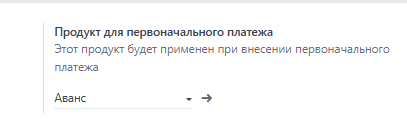 Продукт для первоначального платежа
Этот продукт будет применен при внесении первоначального
платежа
Аванс